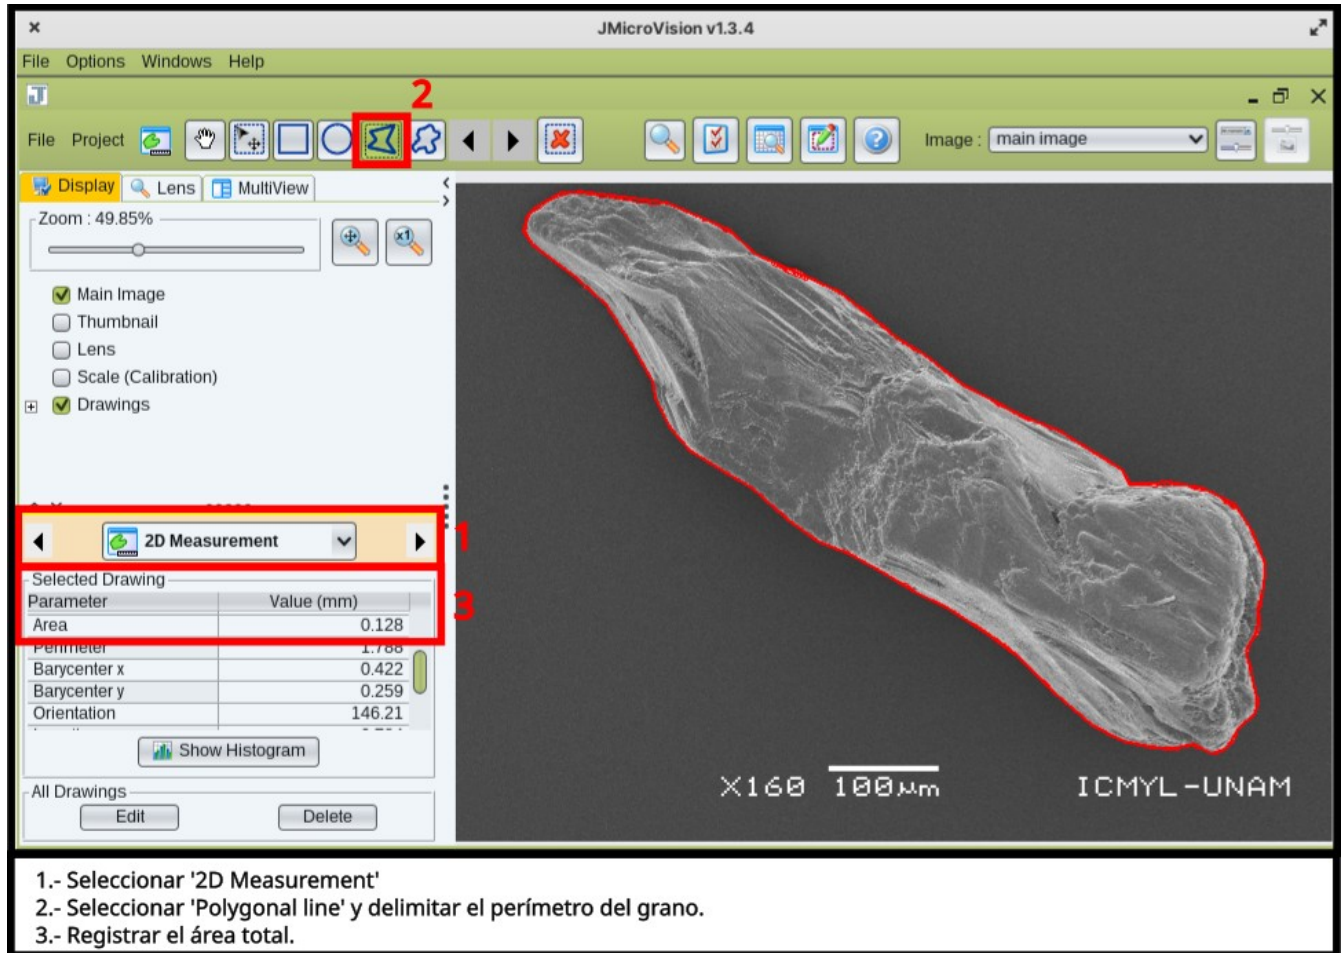 JMicroVision v1.3.4
File Options Windows Help
2
File Project Image : main image
Display Lens MultiView
Zoom : 49.85%
x1
Main Image
Thumbnail
Lens
Scale (Calibration)
Drawings
2D Measurement 1
Selected Drawing
Parameter Value (mm)
3
Area 0.128
Perimeter 1.788
Barycenter x 0.422
Barycenter y 0.259
Orientation 146.21
Show Histogram
All Drawings
Edit Delete
X160 100µm ICMYL-UNAM
1.- Seleccionar '2D Measurement'
2.- Seleccionar 'Polygonal line' y delimitar el perímetro del grano.
3.- Registrar el área total.